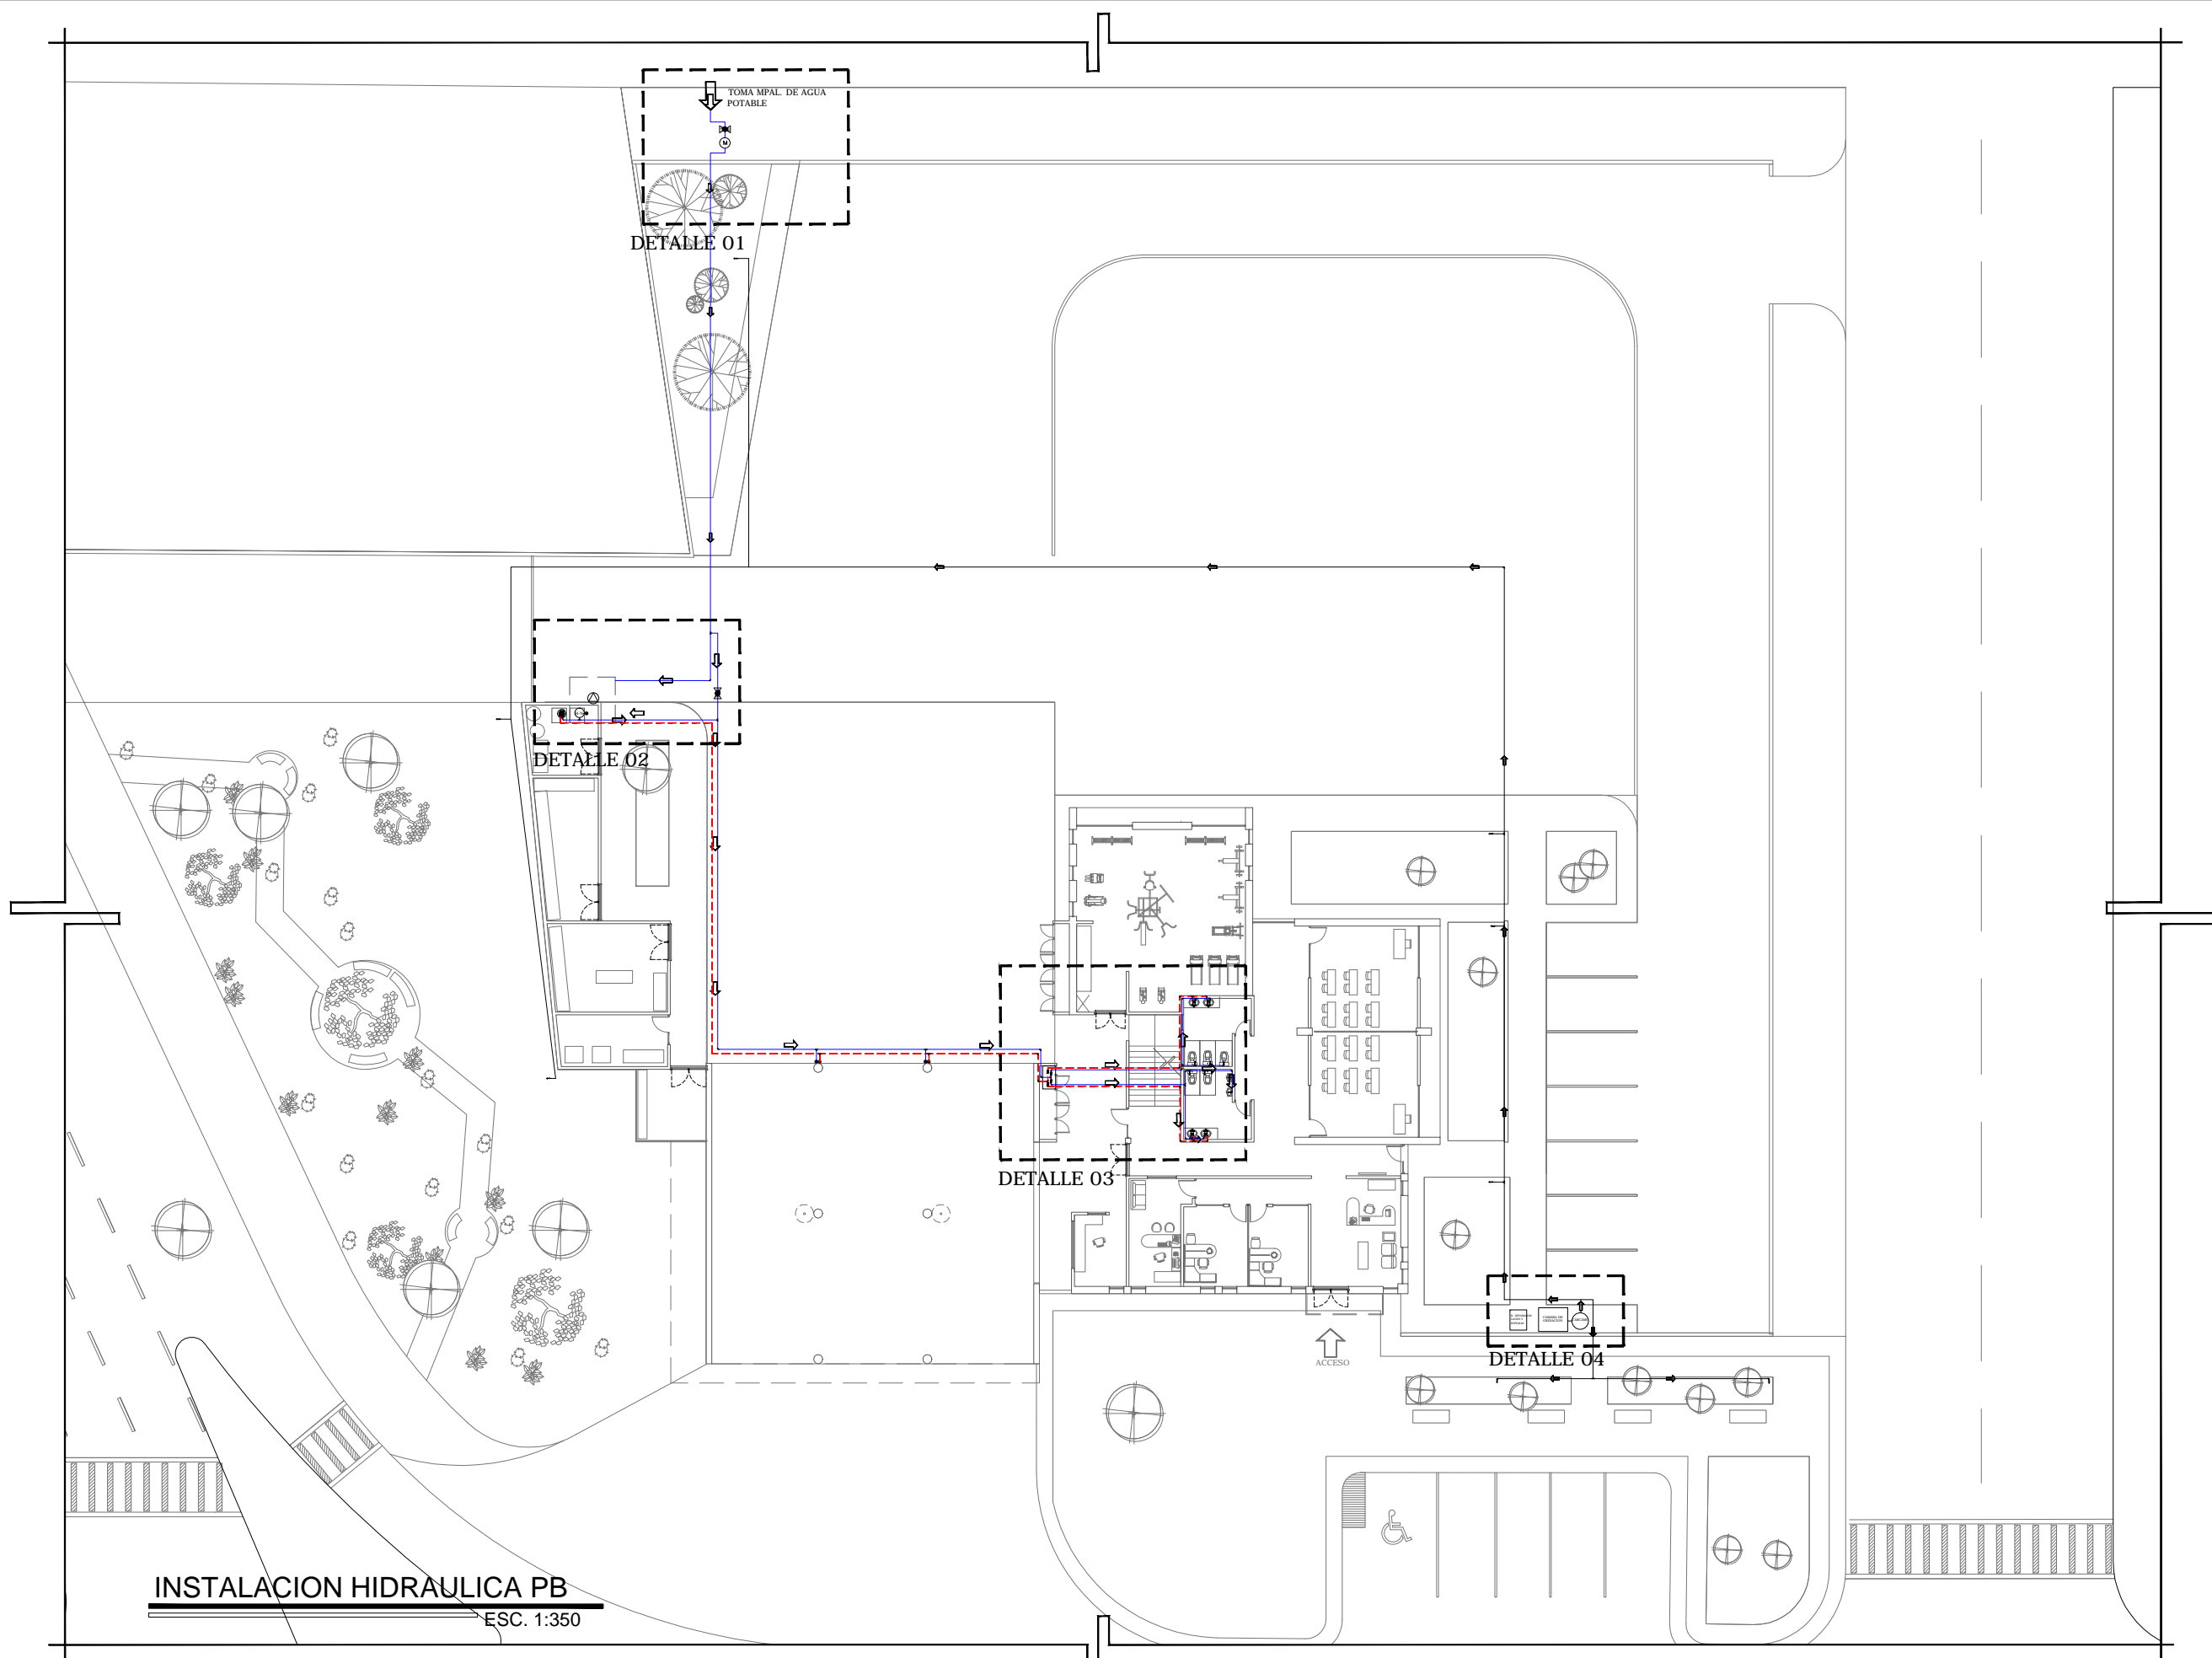 TOMA MPAL. DE AGUA
POTABLE
M
DETALLE 01
DETALLE 02
DETALLE 03
DETALLE 04
ACCESO
INSTALACION HIDRAULICA PB
ESC. 1:350